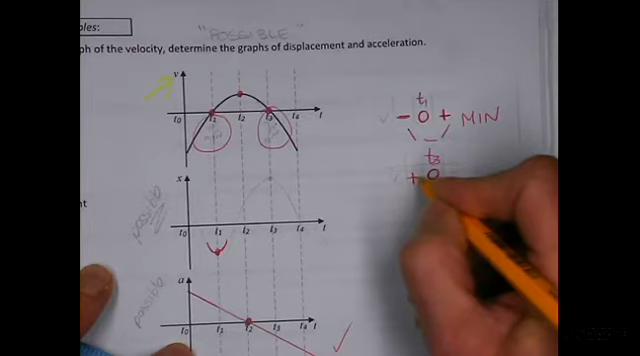 ples:
"POSSIBLE"
ph of the velocity, determine the graphs of displacement and acceleration.
v
t0 t1 t2 t3 t4 t
t1
- 0 + MIN
\ _ /
t3
+ 0
x
possible
t0 t1 t2 t3 t4 t
nt
a
possible
t0 t1 t2 t3 t4 t